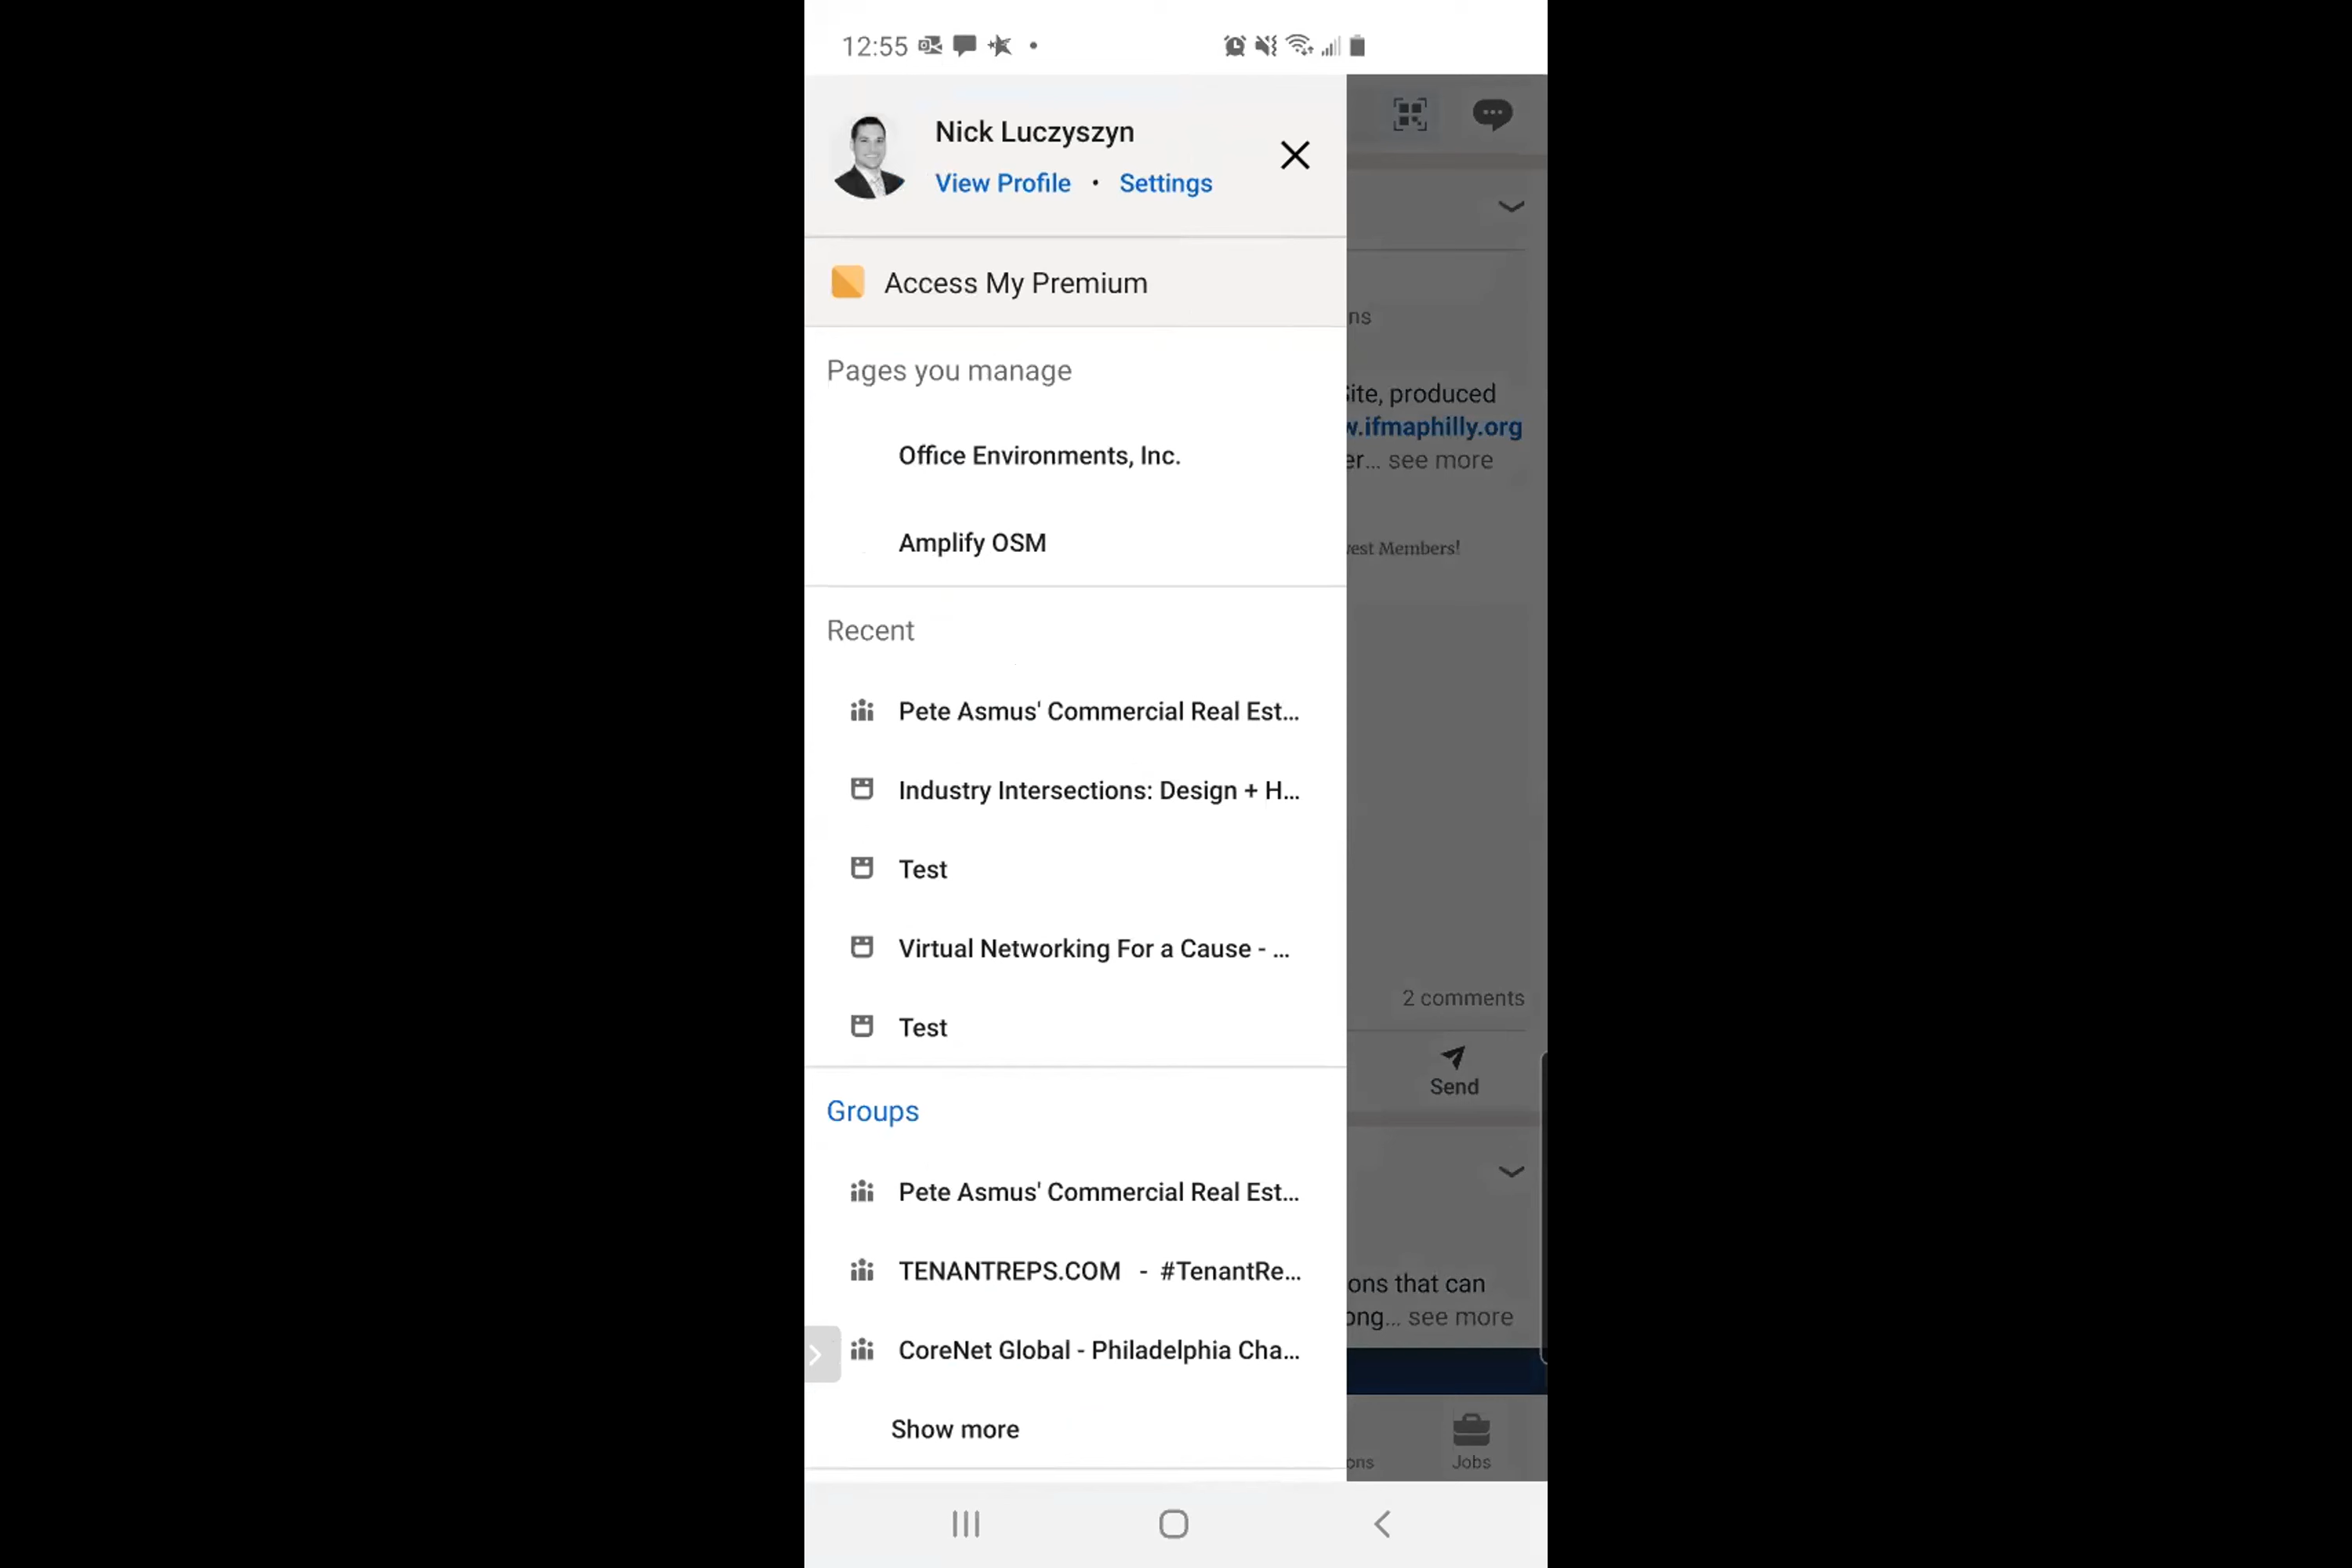 12:55
Nick Luczyszyn
View Profile • Settings
Access My Premium
ns
Pages you manage
Site, produced
w.ifmaphilly.org
Office Environments, Inc.
er... see more
Amplify OSM
vest Members!
Recent
Pete Asmus' Commercial Real Est...
Industry Intersections: Design + H...
Test
Virtual Networking For a Cause - ...
2 comments
Test
Send
Groups
Pete Asmus' Commercial Real Est...
TENANTREPS.COM - #TenantRe...
ons that can
ong... see more
CoreNet Global - Philadelphia Cha...
Show more
ons
Jobs